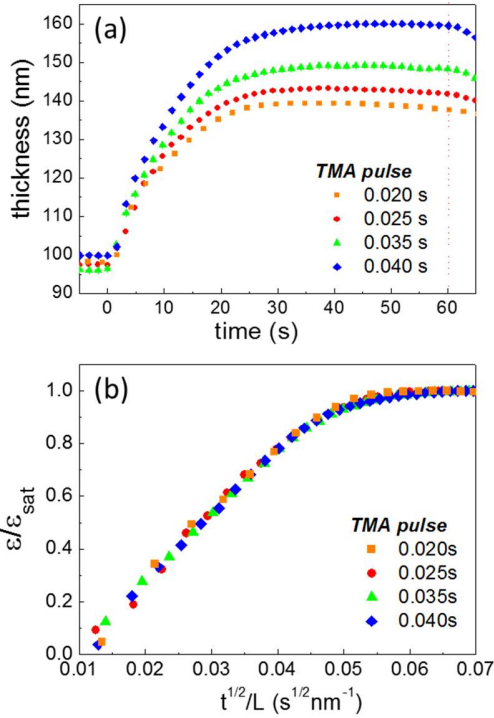 (a)
thickness (nm)
160
150
140
130
120
110
100
90
TMA pulse
0.020 s
0.025 s
0.035 s
0.040 s
0 10 20 30 40 50 60
time (s)
(b)
ε/εsat
1.0
0.8
0.6
0.4
0.2
0.0
TMA pulse
0.020s
0.025s
0.035s
0.040s
0.01 0.02 0.03 0.04 0.05 0.06 0.07
t^1/2/L (s^1/2nm^-1)